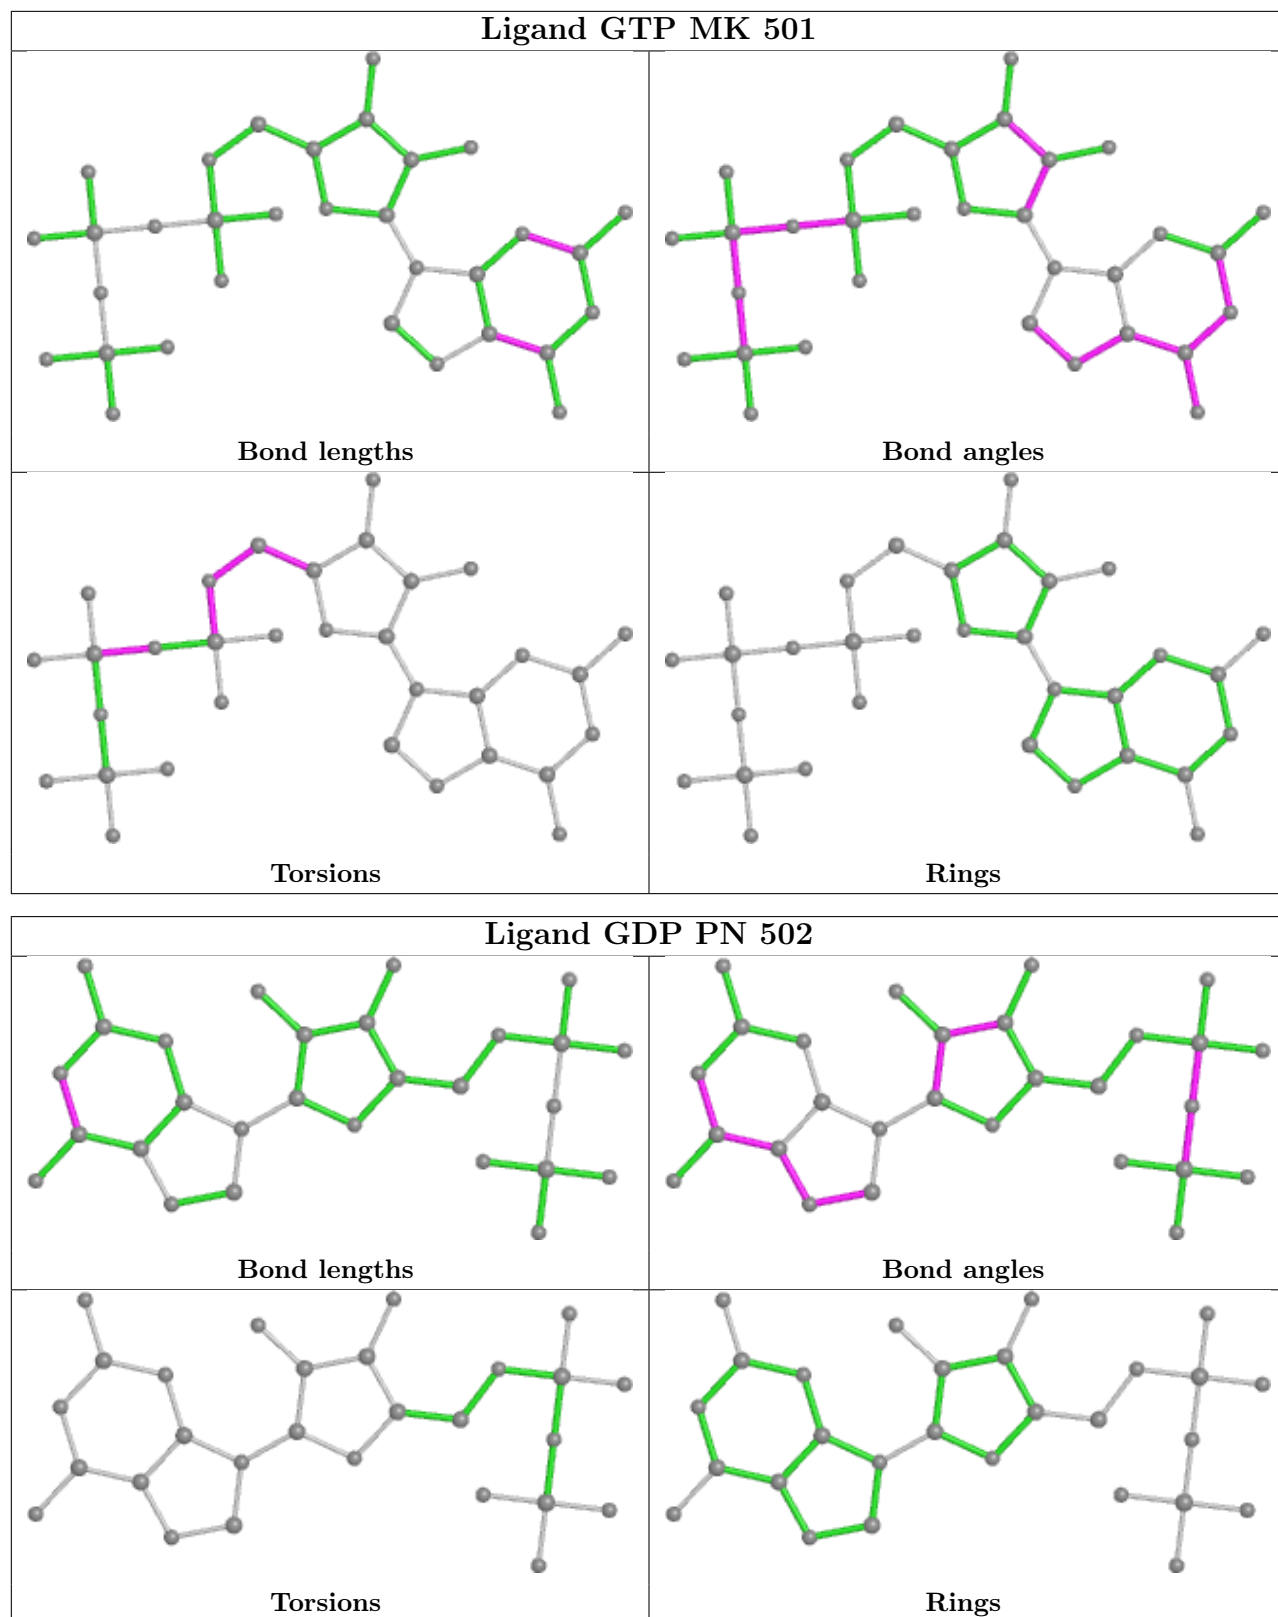 Ligand GTP MK 501
Bond lengths
Bond angles
Torsions
Rings
Ligand GDP PN 502
Bond lengths
Bond angles
Torsions
Rings